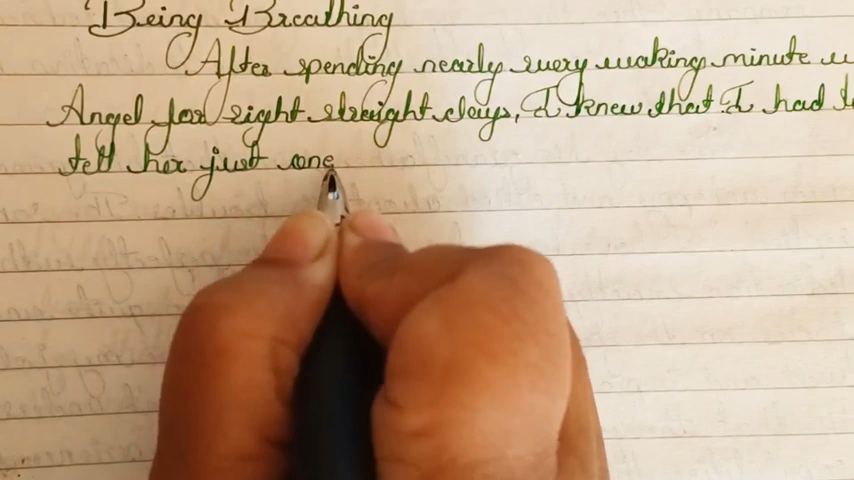 Being Breathing
After spending nearly every waking minute
Angel for eight straight days, I knew that I had
tell her just one